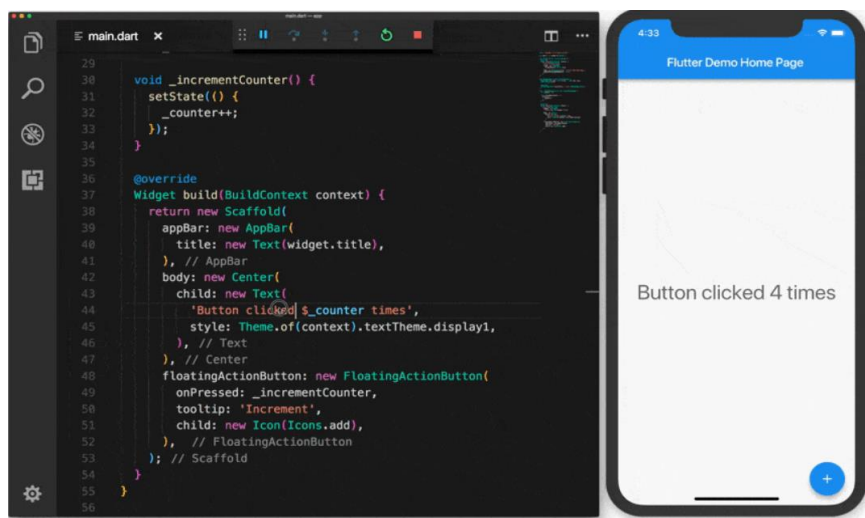 main.dart — app
main.dart
29
30 void _incrementCounter() {
31 setState(() {
32 _counter++;
33 });
34 }
35
36 @override
37 Widget build(BuildContext context) {
38 return new Scaffold(
39 appBar: new AppBar(
40 title: new Text(widget.title),
41 ), // AppBar
42 body: new Center(
43 child: new Text(
44 'Button clicked $_counter times',
45 style: Theme.of(context).textTheme.display1,
46 ), // Text
47 ), // Center
48 floatingActionButton: new FloatingActionButton(
49 onPressed: _incrementCounter,
50 tooltip: 'Increment',
51 child: new Icon(Icons.add),
52 ), // FloatingActionButton
53 ); // Scaffold
54 }
55 }
56
4:33
Flutter Demo Home Page
Button clicked 4 times
+